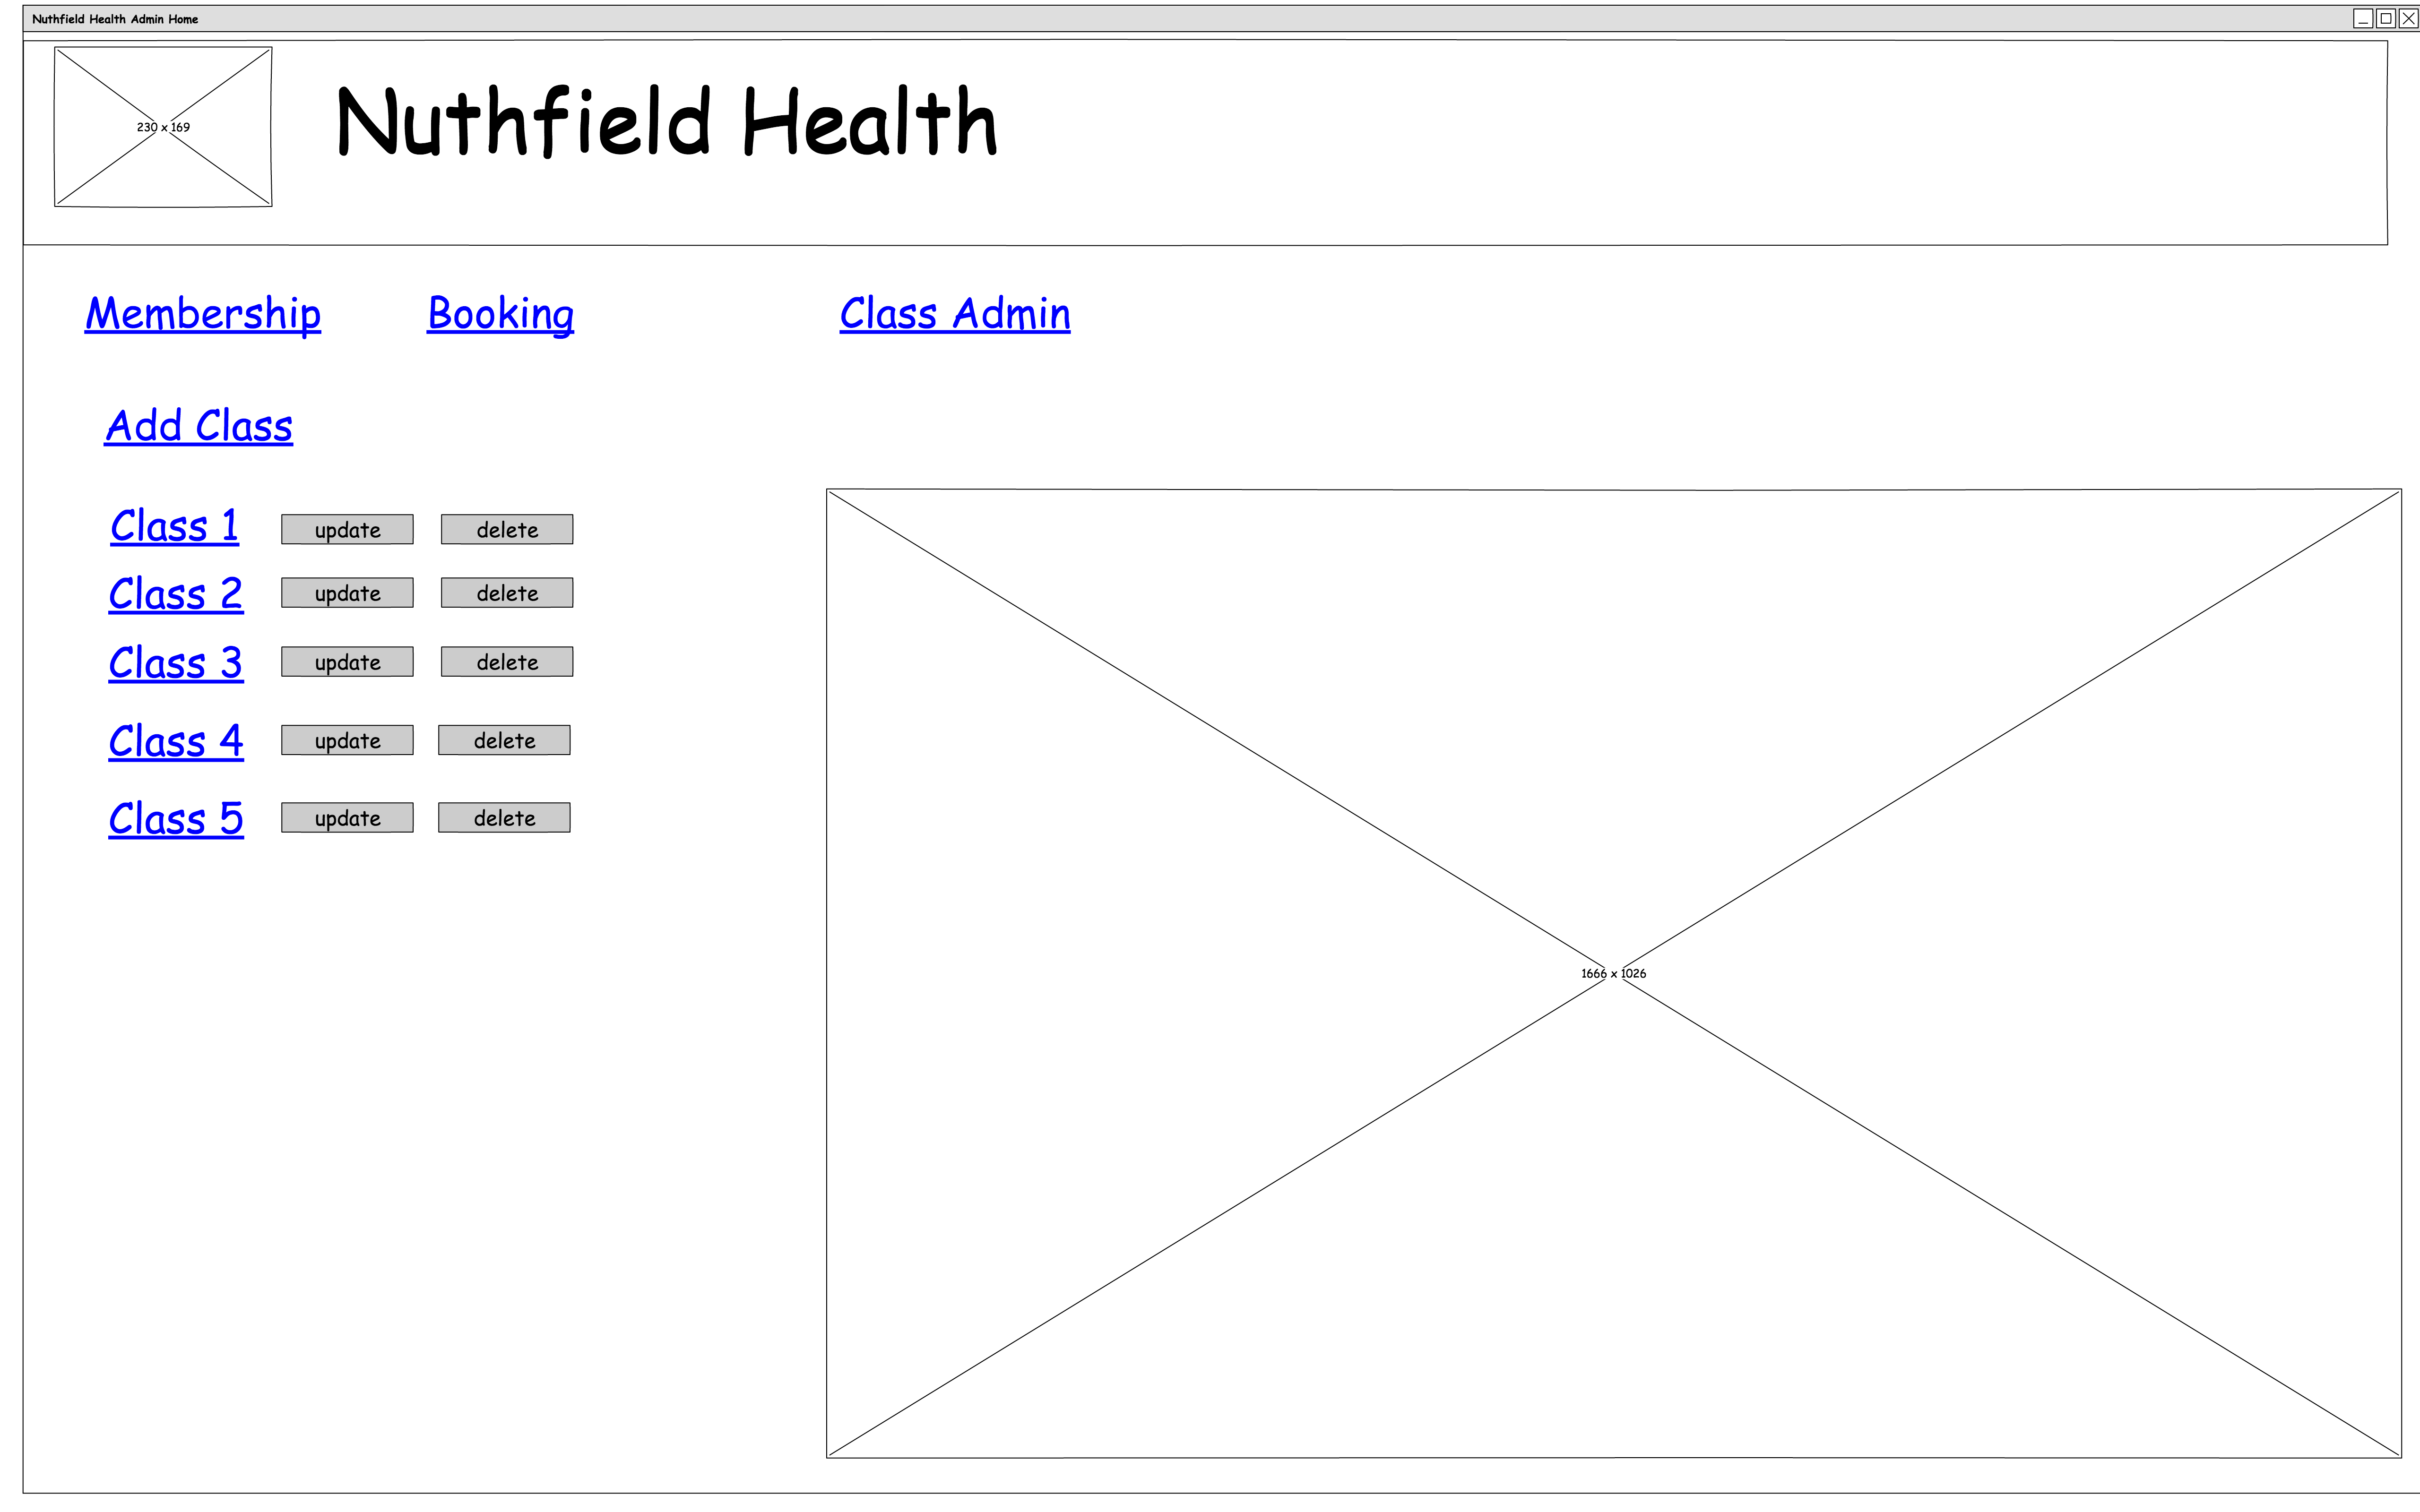 Nuthfield Health Admin Home
230 x 169
Nuthfield Health
Membership Booking Class Admin
Add Class
Class 1 update delete
Class 2 update delete
Class 3 update delete
Class 4 update delete
Class 5 update delete
1666 x 1026